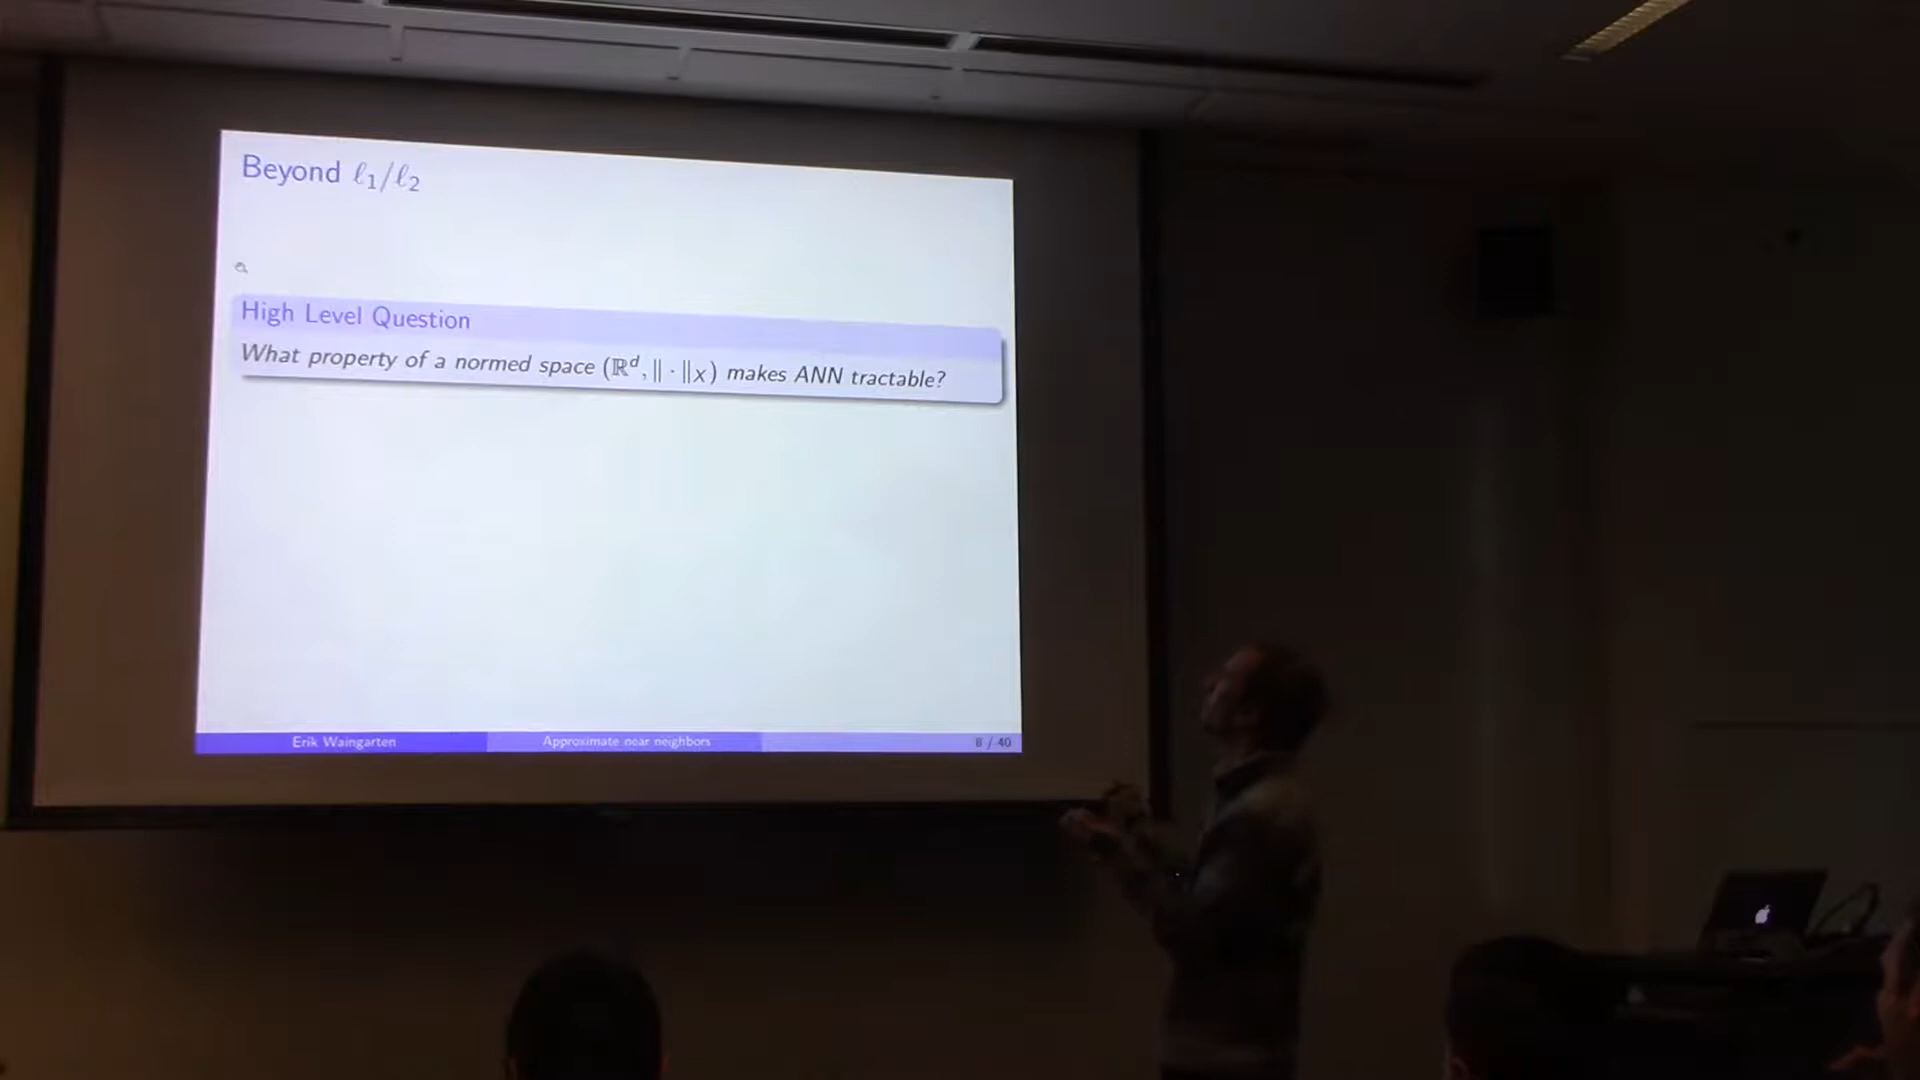 Beyond ℓ₁/ℓ₂
High Level Question
What property of a normed space (ℝᵈ, ‖ · ‖X) makes ANN tractable?
Erik Waingarten
Approximate near neighbors
8 / 40